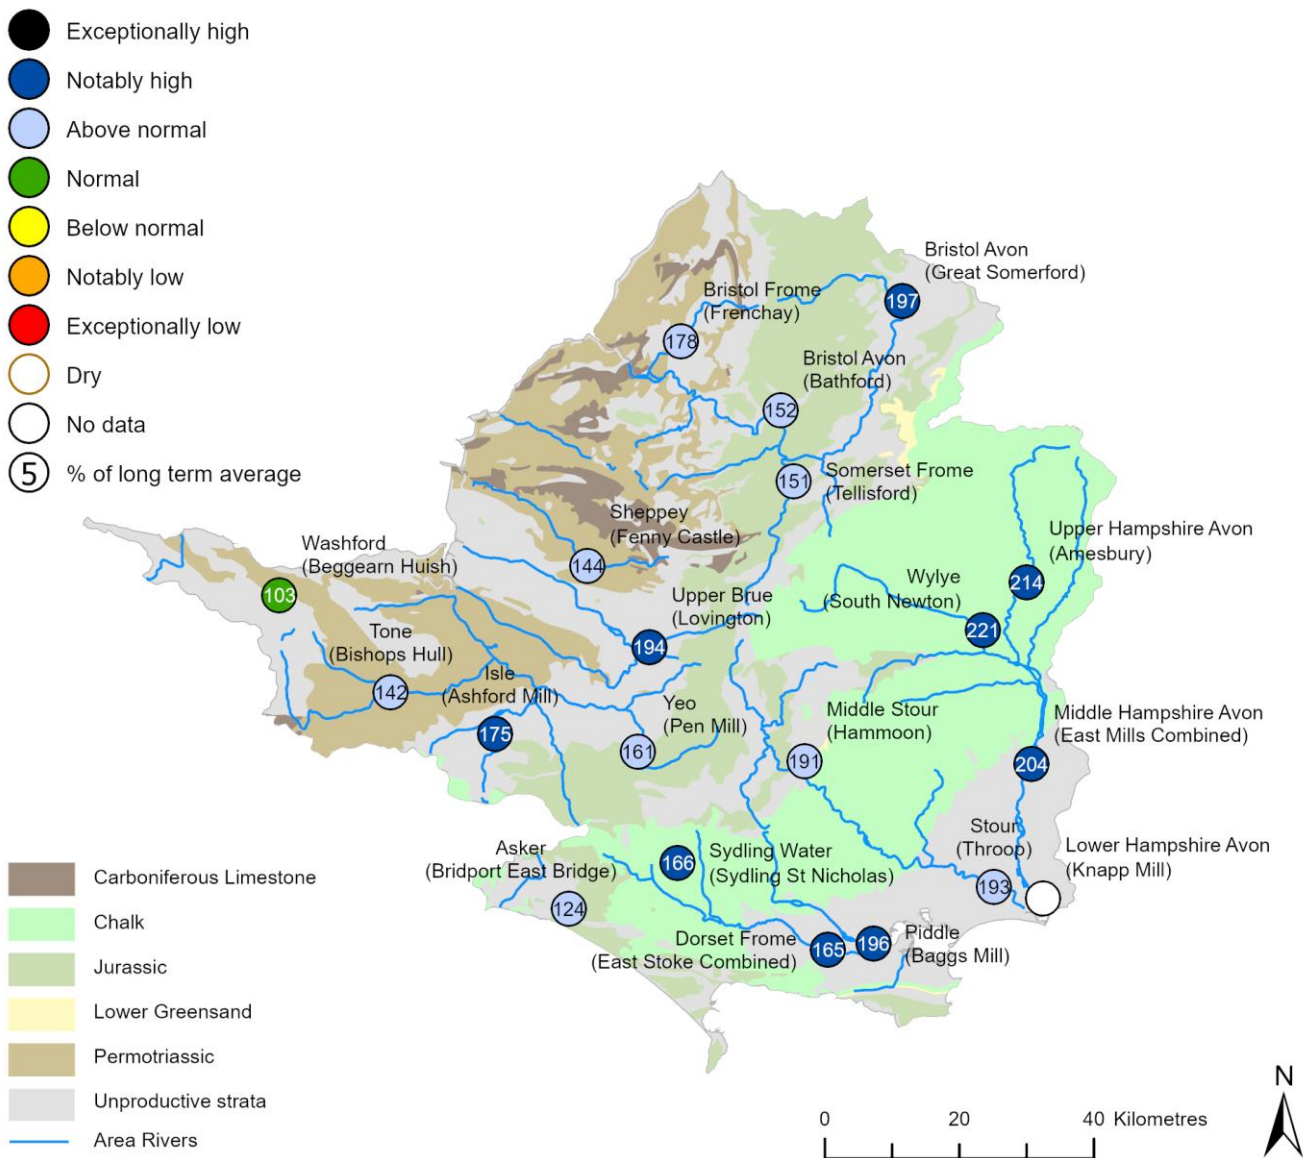 Exceptionally high
Notably high
Above normal
Normal
Below normal
Notably low
Exceptionally low
Dry
No data
5 % of long term average
Bristol Avon
(Great Somerford)
197
Bristol Frome
(Frenchay)
178
Bristol Avon
(Bathford)
152
Somerset Frome
(Tellisford)
151
Sheppey
(Fenny Castle)
144
Upper Hampshire Avon
(Amesbury)
214
Washford
(Beggearn Huish)
103
Wylye
(South Newton)
221
Upper Brue
(Lovington)
194
Tone
(Bishops Hull)
142
Isle
(Ashford Mill)
175
Yeo
(Pen Mill)
161
Middle Stour
(Hammoon)
191
Middle Hampshire Avon
(East Mills Combined)
204
Stour
(Throop)
193
Lower Hampshire Avon
(Knapp Mill)
Asker
(Bridport East Bridge)
124
Sydling Water
(Sydling St Nicholas)
166
Dorset Frome
(East Stoke Combined)
165
Piddle
(Baggs Mill)
196
Carboniferous Limestone
Chalk
Jurassic
Lower Greensand
Permotriassic
Unproductive strata
Area Rivers
0 20 40 Kilometres
N